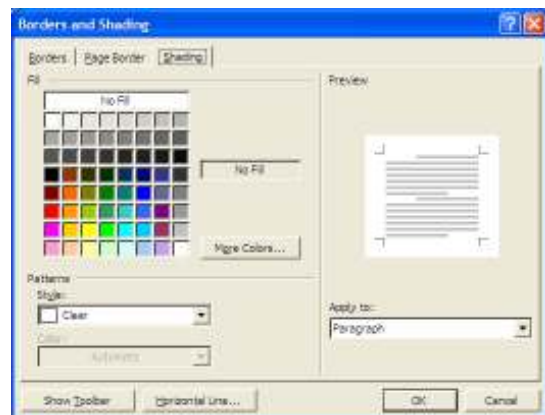 Borders and Shading
Borders Page Border Shading
Fill
Preview
No Fill
No Fill
More Colors...
Patterns
Style:
Clear
Color:
Automatic
Apply to:
Paragraph
Show Toolbar Horizontal Line... OK Cancel